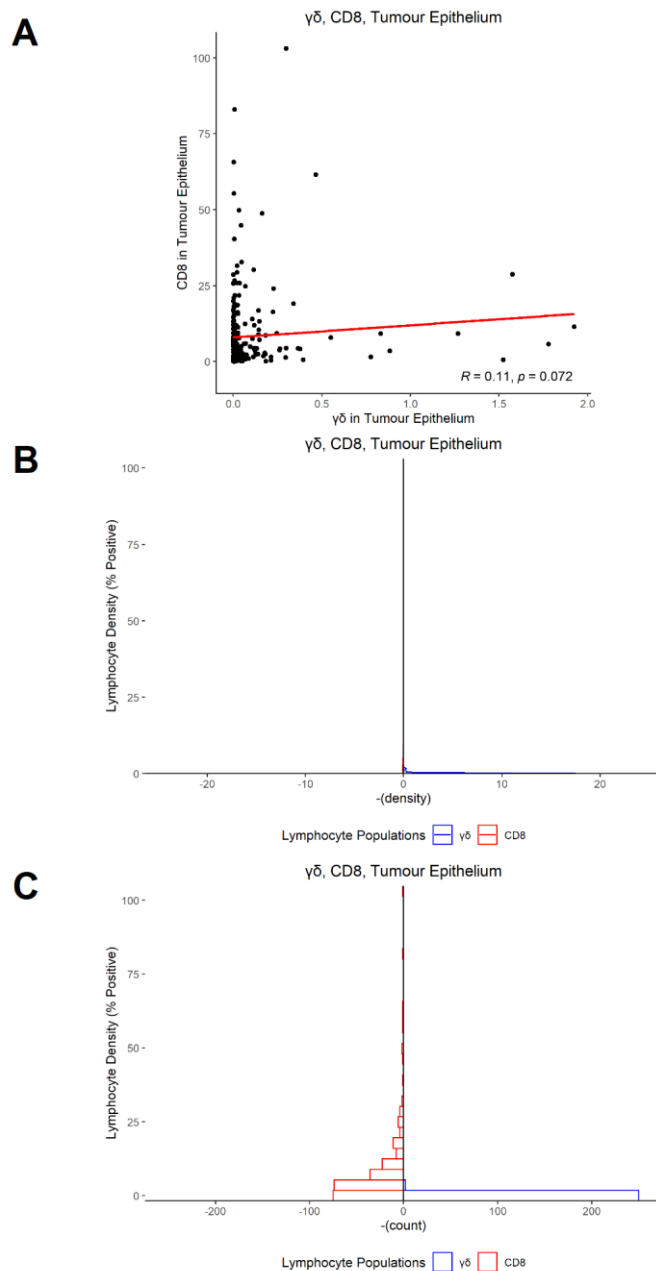 A
γδ, CD8, Tumour Epithelium
100
75
50
25
0
CD8 in Tumour Epithelium
R = 0.11, p = 0.072
0.0 0.5 1.0 1.5 2.0
γδ in Tumour Epithelium
B
γδ, CD8, Tumour Epithelium
100
75
50
25
0
Lymphocyte Density (% Positive)
-20 -10 0 10 20
-(density)
Lymphocyte Populations γδ CD8
C
γδ, CD8, Tumour Epithelium
100
75
50
25
0
Lymphocyte Density (% Positive)
-200 -100 0 100 200
-(count)
Lymphocyte Populations γδ CD8